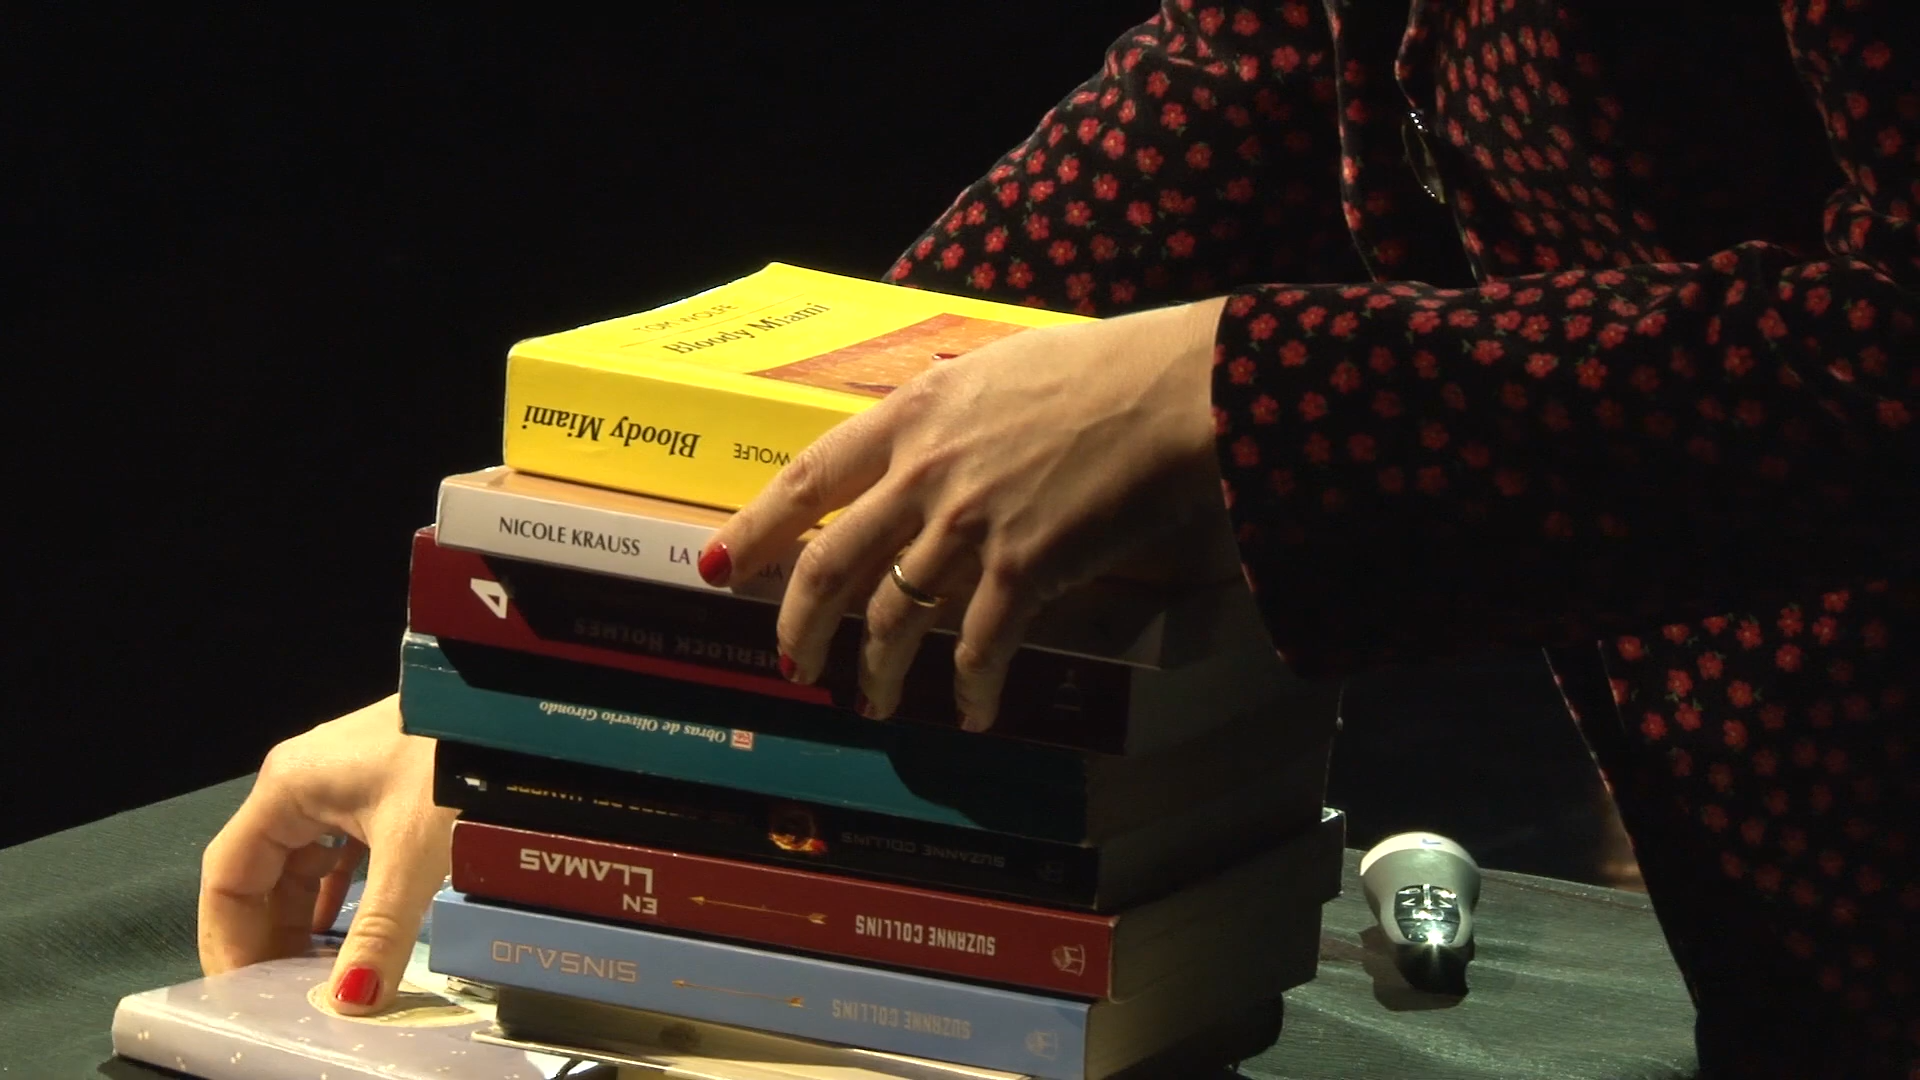 TOM WOLFE
Bloody Miami
WOLFE Bloody Miami
NICOLE KRAUSS LA
4 SHERLOCK HOLMES
Obras de Oliverio Girondo
SUZANNE COLLINS
SUZANNE COLLINS EN LLAMAS
SUZANNE COLLINS SINSAJO